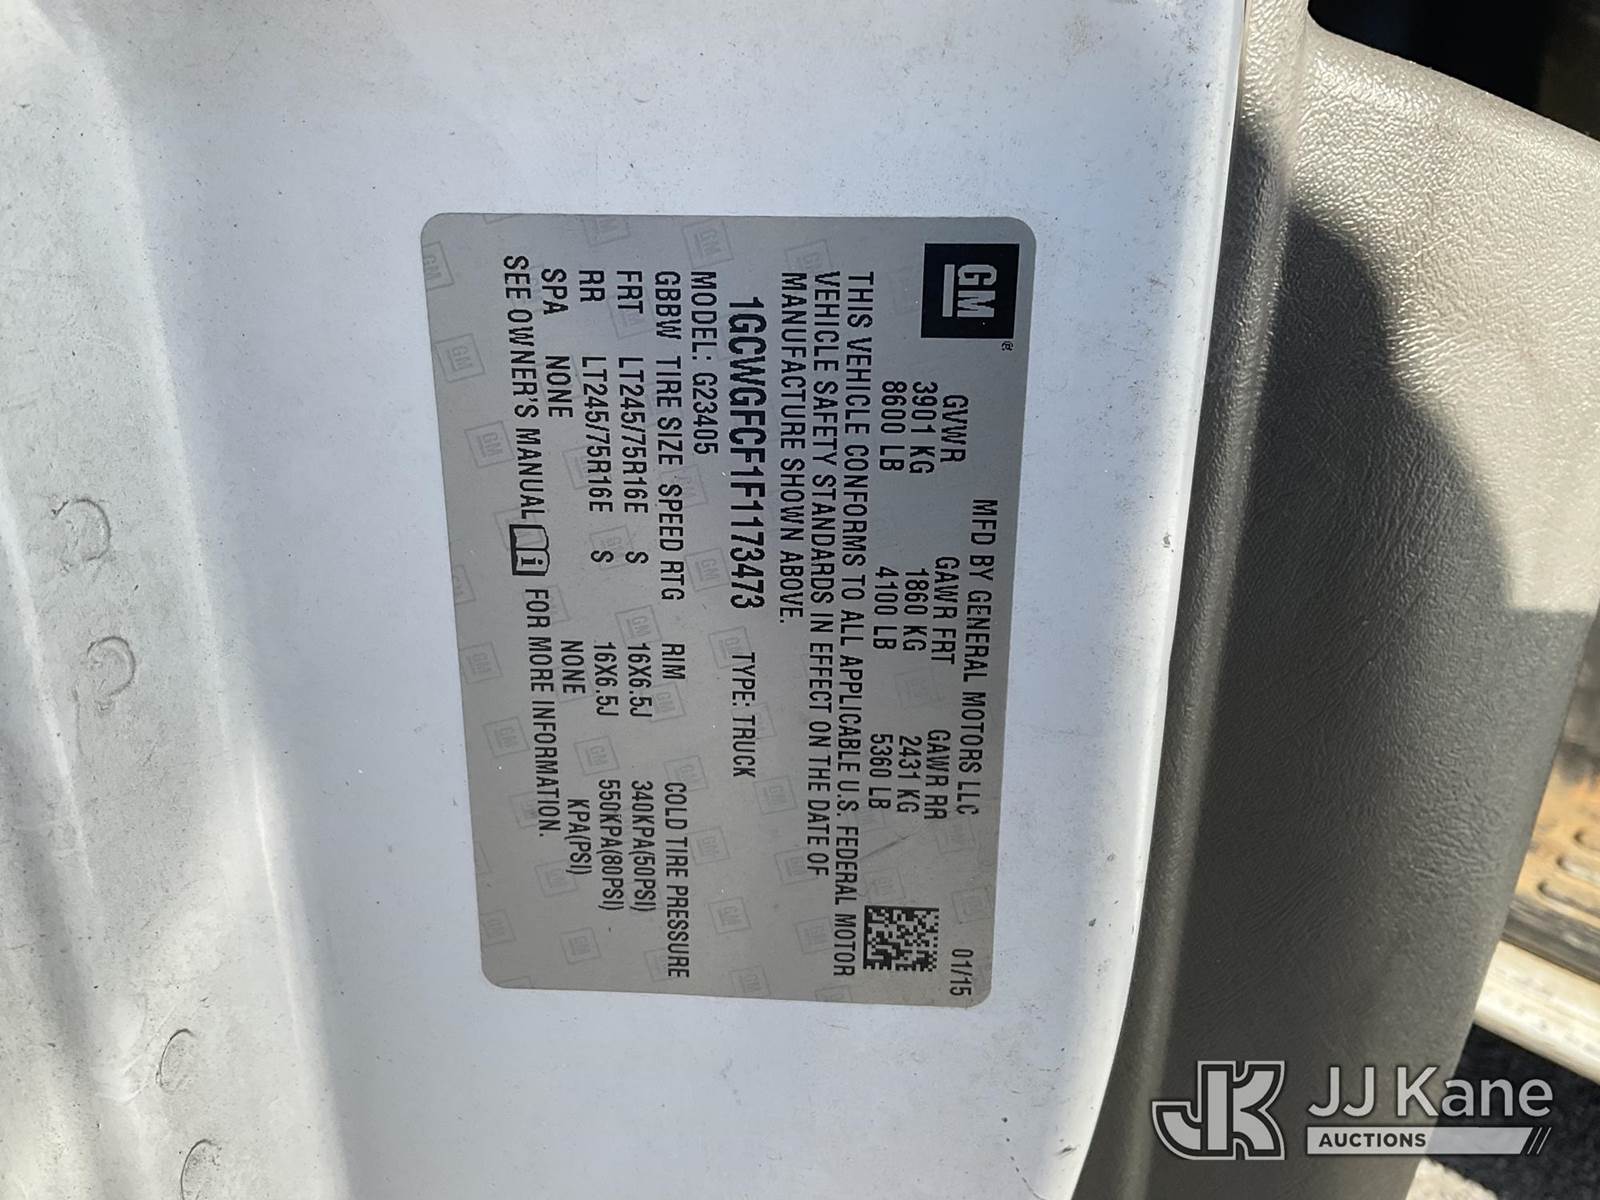 GM®
MFD BY GENERAL MOTORS LLC 01/15
GVWR GAWR FRT GAWR RR
3901 KG 1860 KG 2431 KG
8600 LB 4100 LB 5360 LB
THIS VEHICLE CONFORMS TO ALL APPLICABLE U.S. FEDERAL MOTOR
VEHICLE SAFETY STANDARDS IN EFFECT ON THE DATE OF
MANUFACTURE SHOWN ABOVE.
1GCWGFCF1F1173473 TYPE: TRUCK
MODEL: G23405
GBBW TIRE SIZE SPEED RTG RIM COLD TIRE PRESSURE
FRT LT245/75R16E S 16X6.5J 340KPA(50PSI)
RR LT245/75R16E S 16X6.5J 550KPA(80PSI)
SPA NONE NONE KPA(PSI)
SEE OWNER'S MANUAL i FOR MORE INFORMATION.
JK JJ Kane
AUCTIONS